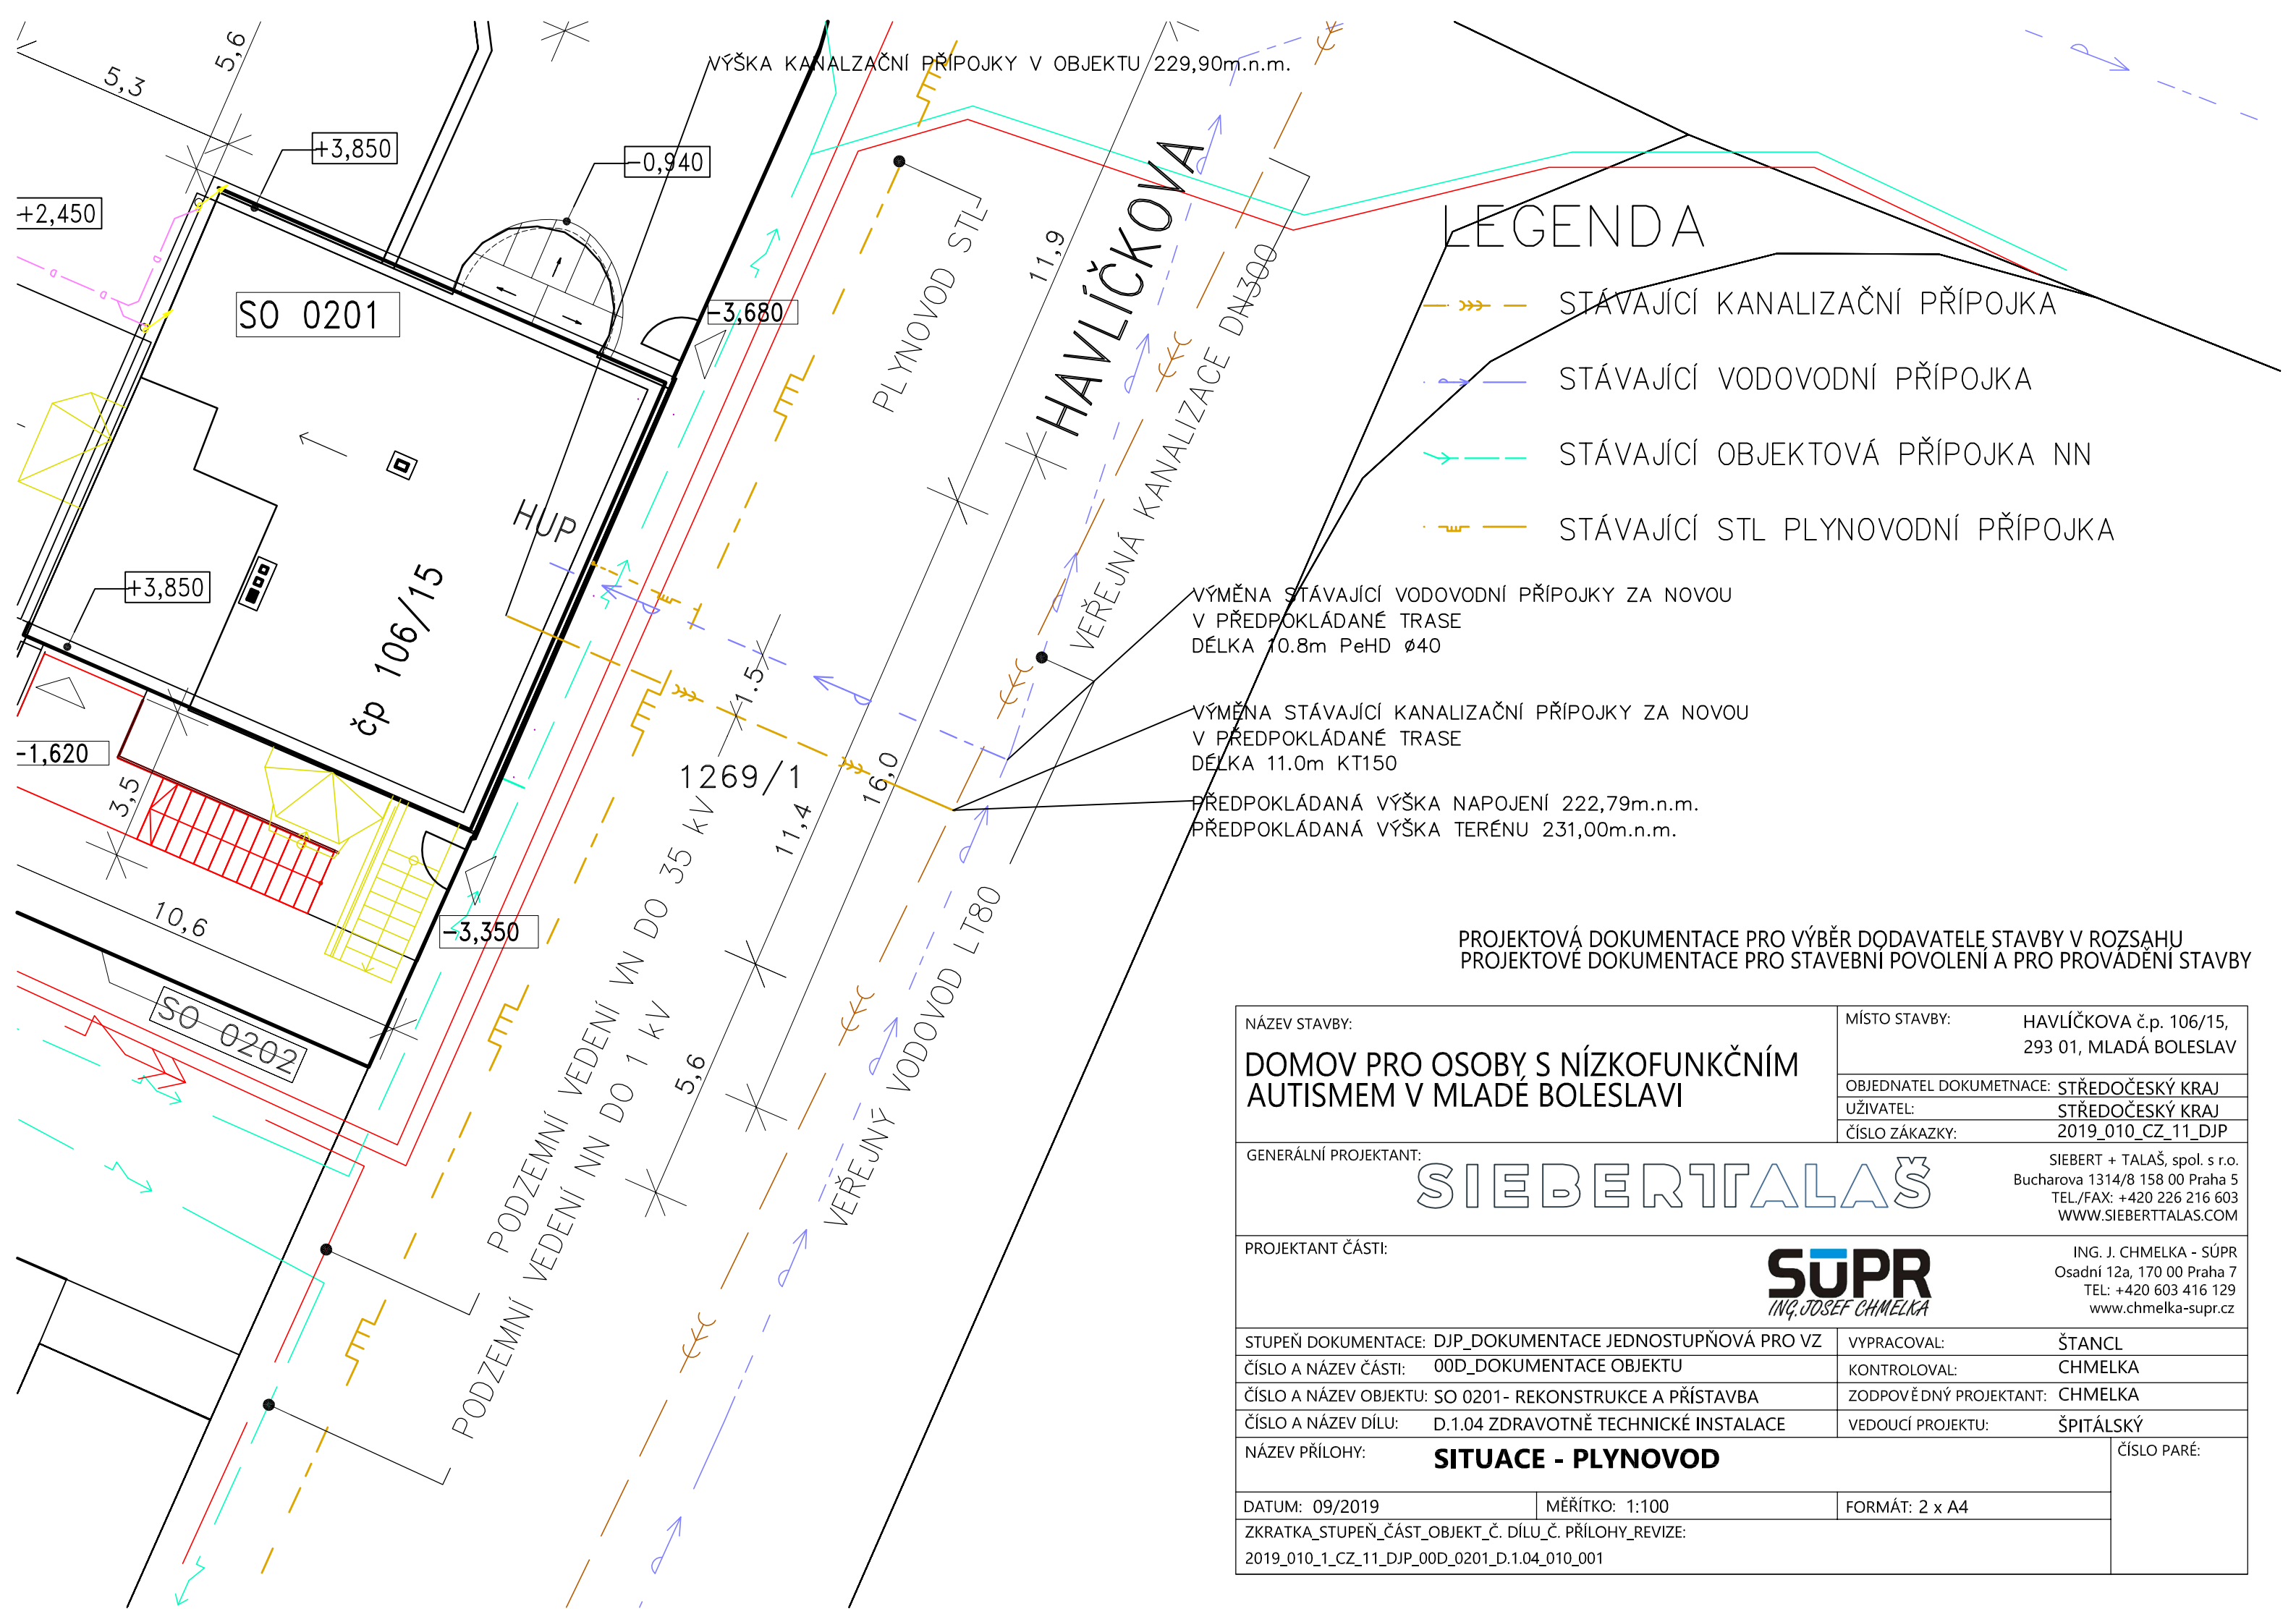 VÝŠKA KANALZAČNÍ PŘÍPOJKY V OBJEKTU 229,90m.n.m.
5,6
5,3
+3,850
-0,940
+2,450
SO 0201
-3,680
PLYNOVOD STL
11,9
HAVLÍČKOVA
VEŘEJNÁ KANALIZACE DN300
LEGENDA
STÁVAJÍCÍ KANALIZAČNÍ PŘÍPOJKA
STÁVAJÍCÍ VODOVODNÍ PŘÍPOJKA
STÁVAJÍCÍ OBJEKTOVÁ PŘÍPOJKA NN
STÁVAJÍCÍ STL PLYNOVODNÍ PŘÍPOJKA
HUP
+3,850
čp 106/15
VÝMĚNA STÁVAJÍCÍ VODOVODNÍ PŘÍPOJKY ZA NOVOU
V PŘEDPOKLÁDANÉ TRASE
DÉLKA 10.8m PeHD ø40
1.5
VÝMĚNA STÁVAJÍCÍ KANALIZAČNÍ PŘÍPOJKY ZA NOVOU
V PŘEDPOKLÁDANÉ TRASE
DÉLKA 11.0m KT150
PŘEDPOKLÁDANÁ VÝŠKA NAPOJENÍ 222,79m.n.m.
PŘEDPOKLÁDANÁ VÝŠKA TERÉNU 231,00m.n.m.
-1,620
3,5
1269/1
16,0
11,4
10,6
-3,350
SO 0202
5,6
PODZEMNÍ VEDENÍ VN DO 35 kV
PODZEMNÍ VEDENÍ NN DO 1 kV
VEŘEJNÝ VODOVOD LT80
PROJEKTOVÁ DOKUMENTACE PRO VÝBĚR DODAVATELE STAVBY V ROZSAHU
PROJEKTOVÉ DOKUMENTACE PRO STAVEBNÍ POVOLENÍ A PRO PROVÁDĚNÍ STAVBY
NÁZEV STAVBY:
DOMOV PRO OSOBY S NÍZKOFUNKČNÍM
AUTISMEM V MLADÉ BOLESLAVI
MÍSTO STAVBY: HAVLÍČKOVA č.p. 106/15,
293 01, MLADÁ BOLESLAV
OBJEDNATEL DOKUMETNACE: STŘEDOČESKÝ KRAJ
UŽIVATEL: STŘEDOČESKÝ KRAJ
ČÍSLO ZÁKAZKY: 2019_010_CZ_11_DJP
GENERÁLNÍ PROJEKTANT:
SIEBERTTALAŠ
SIEBERT + TALAŠ, spol. s r.o.
Bucharova 1314/8 158 00 Praha 5
TEL./FAX: +420 226 216 603
WWW.SIEBERTTALAS.COM
PROJEKTANT ČÁSTI:
SŪPR
ING. JOSEF CHMELKA
ING. J. CHMELKA - SÚPR
Osadní 12a, 170 00 Praha 7
TEL: +420 603 416 129
www.chmelka-supr.cz
STUPEŇ DOKUMENTACE: DJP_DOKUMENTACE JEDNOSTUPŇOVÁ PRO VZ
VYPRACOVAL: ŠTANCL
ČÍSLO A NÁZEV ČÁSTI: 00D_DOKUMENTACE OBJEKTU
KONTROLOVAL: CHMELKA
ČÍSLO A NÁZEV OBJEKTU: SO 0201- REKONSTRUKCE A PŘÍSTAVBA
ZODPOVĚDNÝ PROJEKTANT: CHMELKA
ČÍSLO A NÁZEV DÍLU: D.1.04 ZDRAVOTNĚ TECHNICKÉ INSTALACE
VEDOUCÍ PROJEKTU: ŠPITÁLSKÝ
NÁZEV PŘÍLOHY: SITUACE - PLYNOVOD
ČÍSLO PARÉ:
DATUM: 09/2019
MĚŘÍTKO: 1:100
FORMÁT: 2 x A4
ZKRATKA_STUPEŇ_ČÁST_OBJEKT_Č. DÍLU_Č. PŘÍLOHY_REVIZE:
2019_010_1_CZ_11_DJP_00D_0201_D.1.04_010_001